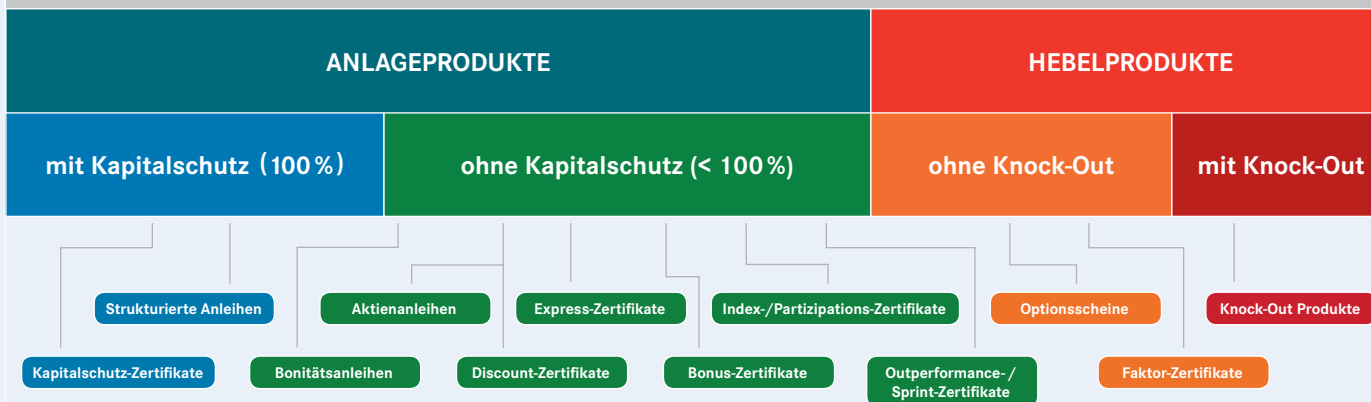 ANLAGEPRODUKTE
HEBELPRODUKTE
mit Kapitalschutz (100 %)
ohne Kapitalschutz (< 100 %)
ohne Knock-Out
mit Knock-Out
Strukturierte Anleihen
Aktienanleihen
Express-Zertifikate
Index-/Partizipations-Zertifikate
Optionsscheine
Knock-Out Produkte
Kapitalschutz-Zertifikate
Bonitätsanleihen
Discount-Zertifikate
Bonus-Zertifikate
Outperformance-/
Sprint-Zertifikate
Faktor-Zertifikate